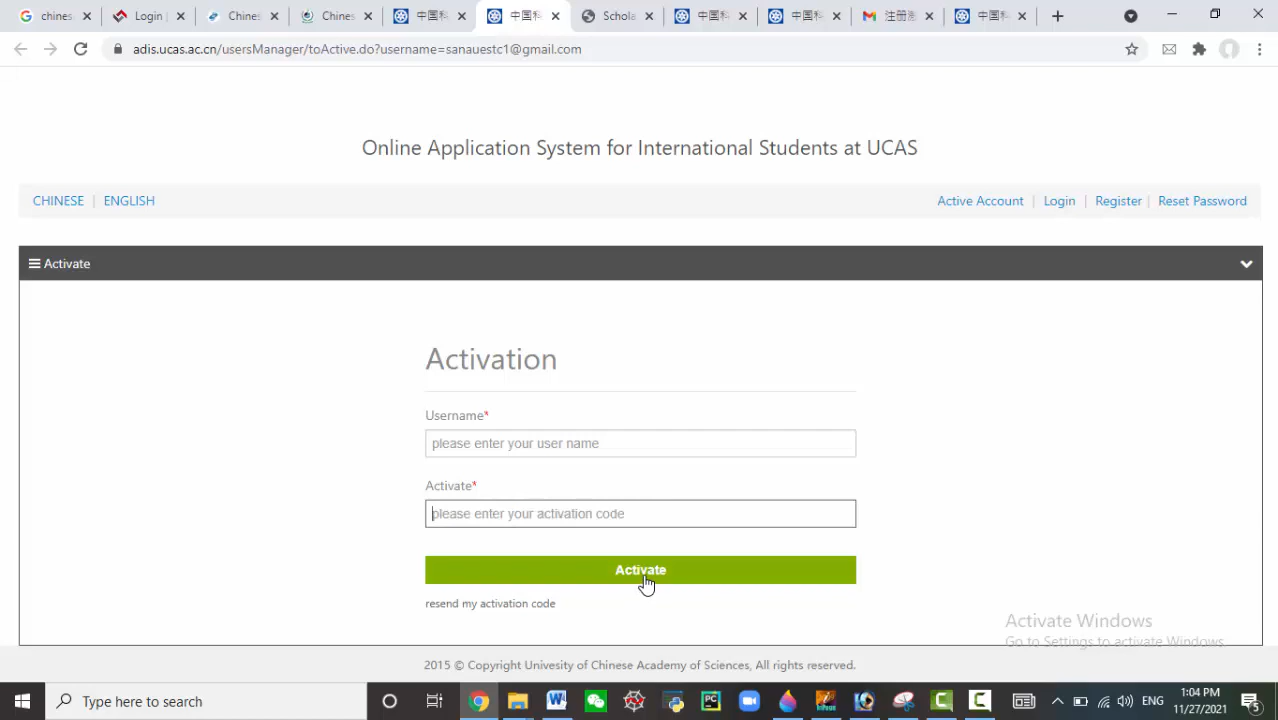 chines
Login |
Chines
Chines
中国科
中国科
Schola
中国科
中国科
注册激
中国科
adis.ucas.ac.cn/usersManager/toActive.do?username=sanauestc1@gmail.com
Online Application System for International Students at UCAS
CHINESE | ENGLISH
Active Account | Login | Register | Reset Password
Activate
Activation
Username*
please enter your user name
Activate*
please enter your activation code
Activate
resend my activation code
Activate Windows
Go to Settings to activate Windows.
2015 © Copyright Univesity of Chinese Academy of Sciences, All rights reserved.
Type here to search
ENG
1:04 PM
11/27/2021
5